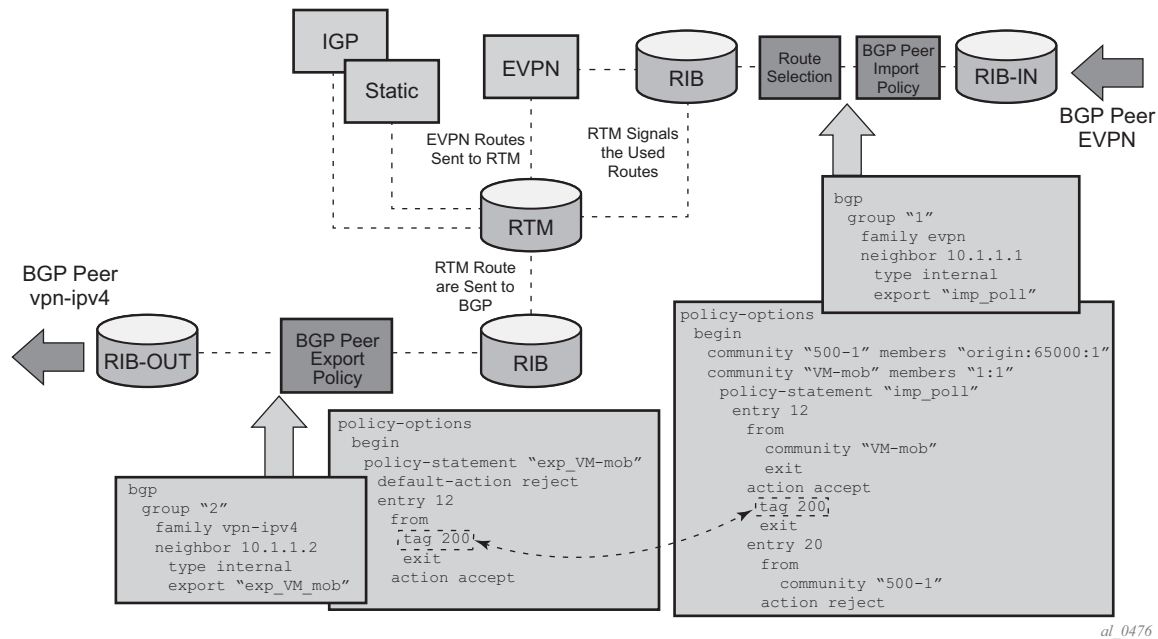 IGP
Static
EVPN
RIB
Route
Selection
BGP Peer
Import
Policy
RIB-IN
BGP Peer
EVPN
EVPN Routes
Sent to RTM
RTM Signals
the Used
Routes
RTM
RTM Route
are Sent to
BGP
BGP Peer
vpn-ipv4
RIB-OUT
BGP Peer
Export
Policy
RIB
bgp
group “1”
family evpn
neighbor 10.1.1.1
type internal
export “imp_poll”
policy-options
begin
community “500-1” members “origin:65000:1”
community “VM-mob” members “1:1”
policy-statement “imp_poll”
entry 12
from
community “VM-mob”
exit
action accept
tag 200
exit
entry 20
from
community “500-1”
action reject
policy-options
begin
policy-statement “exp_VM-mob”
default-action reject
entry 12
from
tag 200
exit
action accept
bgp
group “2”
family vpn-ipv4
neighbor 10.1.1.2
type internal
export “exp_VM_mob”
al_0476